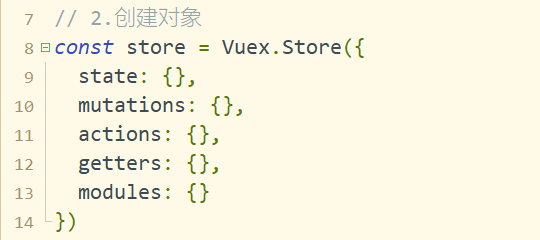 7 // 2.创建对象
8 const store = Vuex.Store({
9 state: {},
10 mutations: {},
11 actions: {},
12 getters: {},
13 modules: {}
14 })